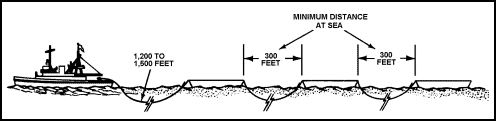 MINIMUM DISTANCE
AT SEA
1,200 TO
1,500 FEET
300
FEET
300
FEET